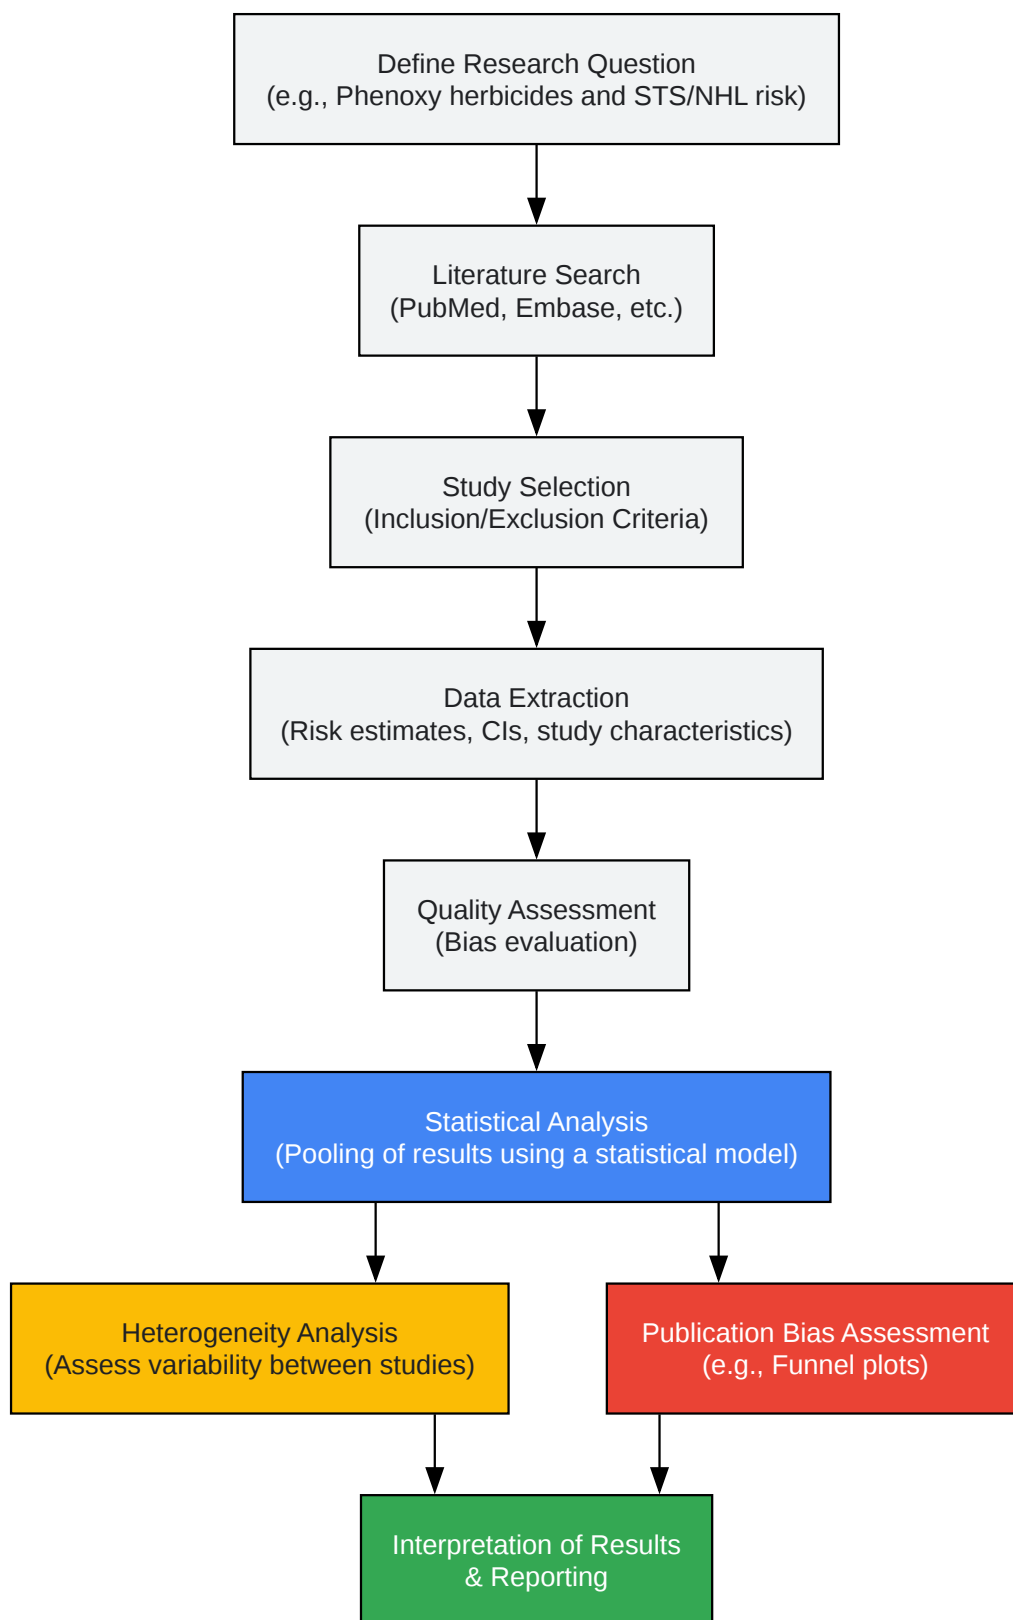 Define Research Question
(e.g., Phenoxy herbicides and STS/NHL risk)
Literature Search
(PubMed, Embase, etc.)
Study Selection
(Inclusion/Exclusion Criteria)
Data Extraction
(Risk estimates, CIs, study characteristics)
Quality Assessment
(Bias evaluation)
Statistical Analysis
(Pooling of results using a statistical model)
Heterogeneity Analysis
(Assess variability between studies)
Publication Bias Assessment
(e.g., Funnel plots)
Interpretation of Results
& Reporting